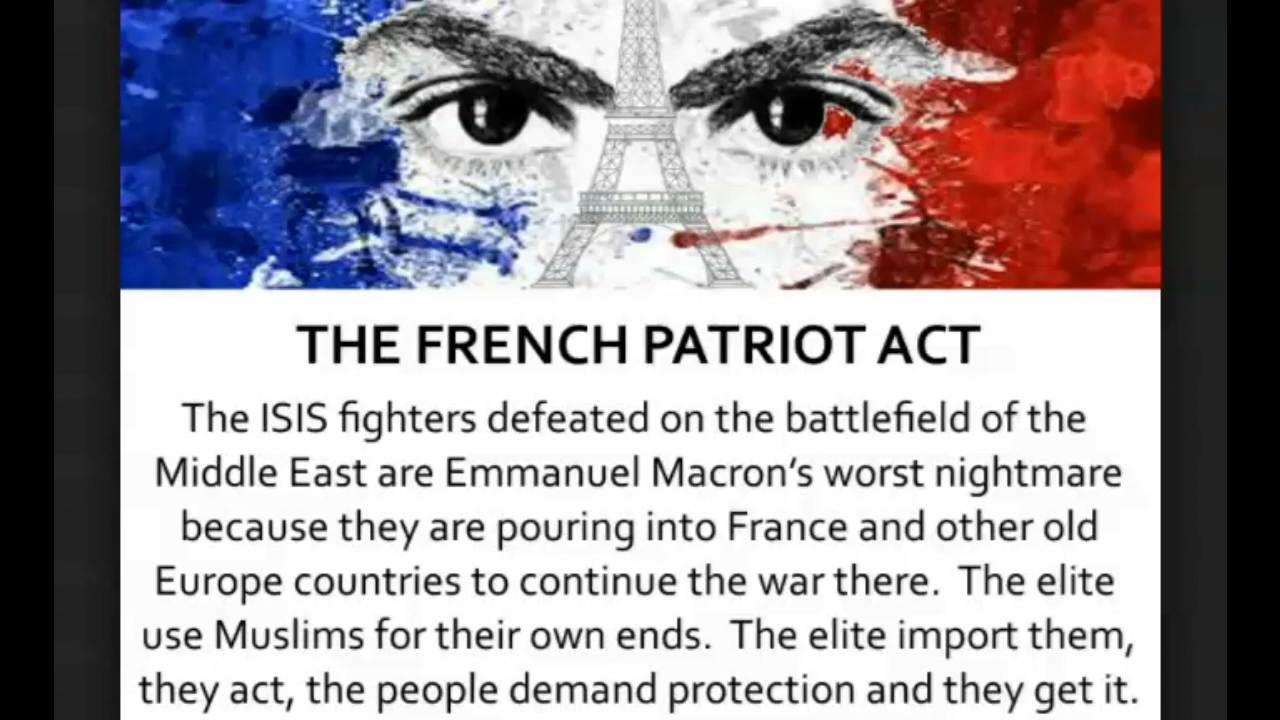 THE FRENCH PATRIOT ACT
The ISIS fighters defeated on the battlefield of the
Middle East are Emmanuel Macron's worst nightmare
because they are pouring into France and other old
Europe countries to continue the war there.  The elite
use Muslims for their own ends.  The elite import them,
they act, the people demand protection and they get it.